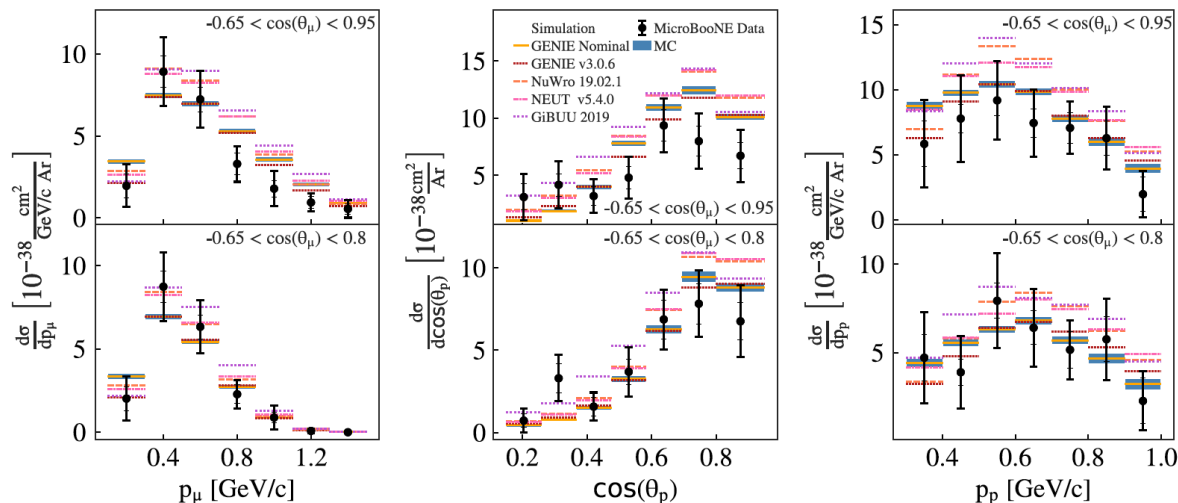 -0.65 < cos(θμ) < 0.95
10
5
0
dσ/dpμ [10⁻³⁸ cm²/GeV/c Ar]
-0.65 < cos(θμ) < 0.8
10
5
0
0.4 0.8 1.2
pμ [GeV/c]
Simulation
GENIE Nominal
GENIE v3.0.6
NuWro 19.02.1
NEUT v5.4.0
GiBUU 2019
MicroBooNE Data
MC
15
10
5
-0.65 < cos(θμ) < 0.95
dσ/dcos(θp) [10⁻³⁸cm²/Ar]
-0.65 < cos(θμ) < 0.8
10
5
0
0.2 0.4 0.6 0.8
cos(θp)
-0.65 < cos(θμ) < 0.95
15
10
5
0
dσ/dpp [10⁻³⁸ cm²/GeV/c Ar]
-0.65 < cos(θμ) < 0.8
10
5
0.4 0.6 0.8 1.0
pp [GeV/c]